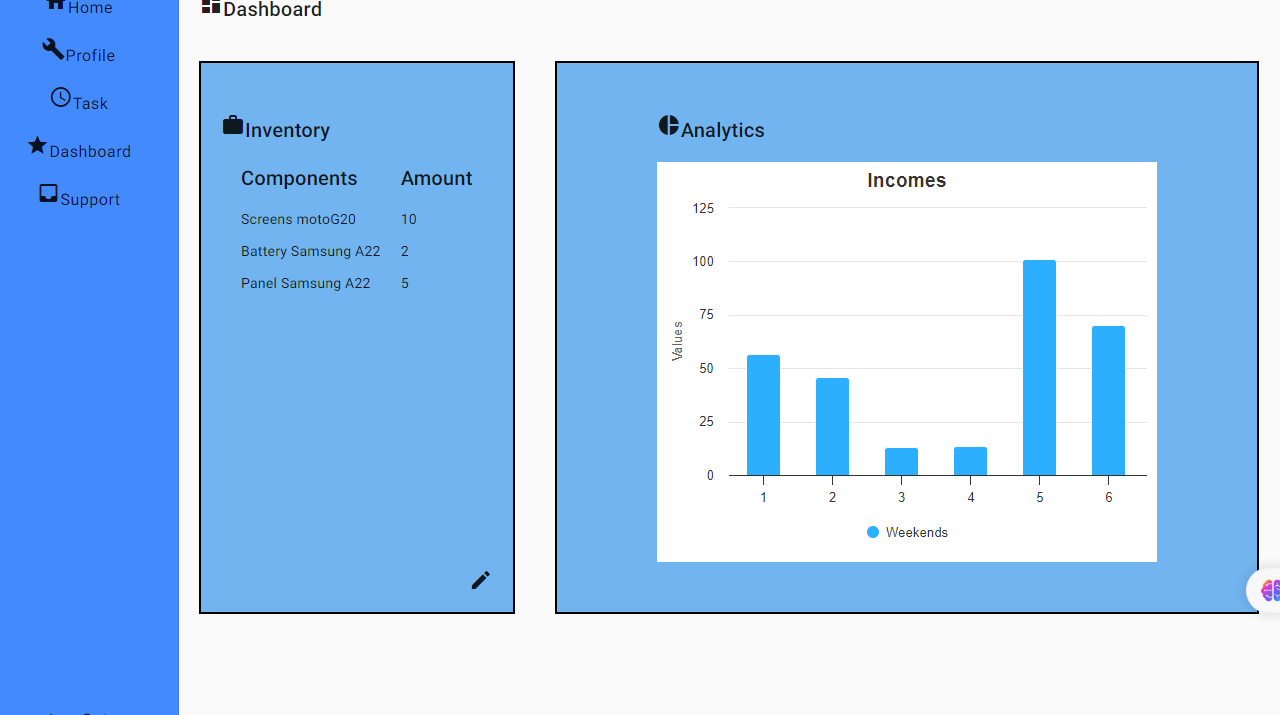 Home
Profile
Task
Dashboard
Support
Dashboard
Inventory
Components Amount
Screens motoG20 10
Battery Samsung A22 2
Panel Samsung A22 5
Analytics
Incomes
Values
125
100
75
50
25
0
1 2 3 4 5 6
Weekends